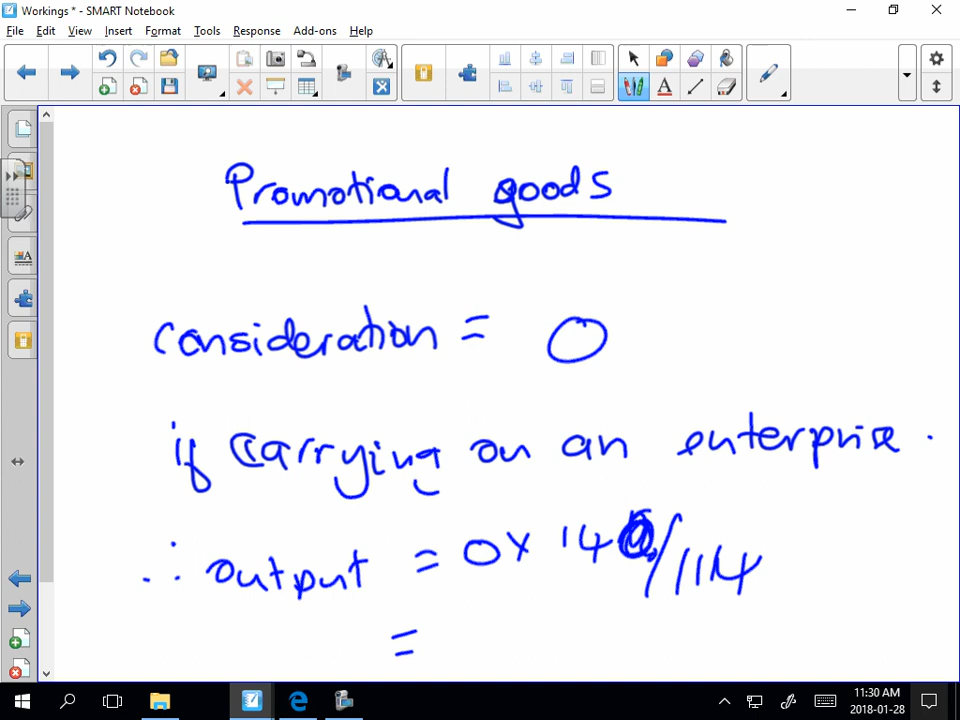 Workings * - SMART Notebook
File Edit View Insert Format Tools Response Add-ons Help
Promotional goods
consideration = 0
if carrying on an enterprise.
∴ output = 0 x 14 /114
=
11:30 AM
2018-01-28